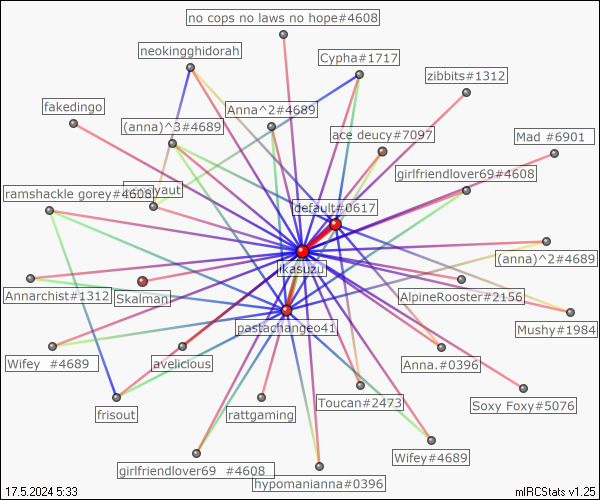 no cops no laws no hope#4608
neokingghidorah
Cypha#1717
zibbits#1312
fakedingo
Anna^2#4689
(anna)^3#4689
ace deucy#7097
Mad #6901
girlfriendlover69#4608
ramshackle gorey#4608
yaut
default#0617
(anna)^2#4689
ikasuzu
Annarchist#1312
Skalman
AlpineRooster#2156
pastachangeo41
Mushy#1984
Wifey #4689
avelicious
Anna.#0396
Toucan#2473
Soxy Foxy#5076
frisout
rattgaming
Wifey#4689
girlfriendlover69 #4608
hypomanianna#0396
17.5.2024 5:33
mIRCStats v1.25